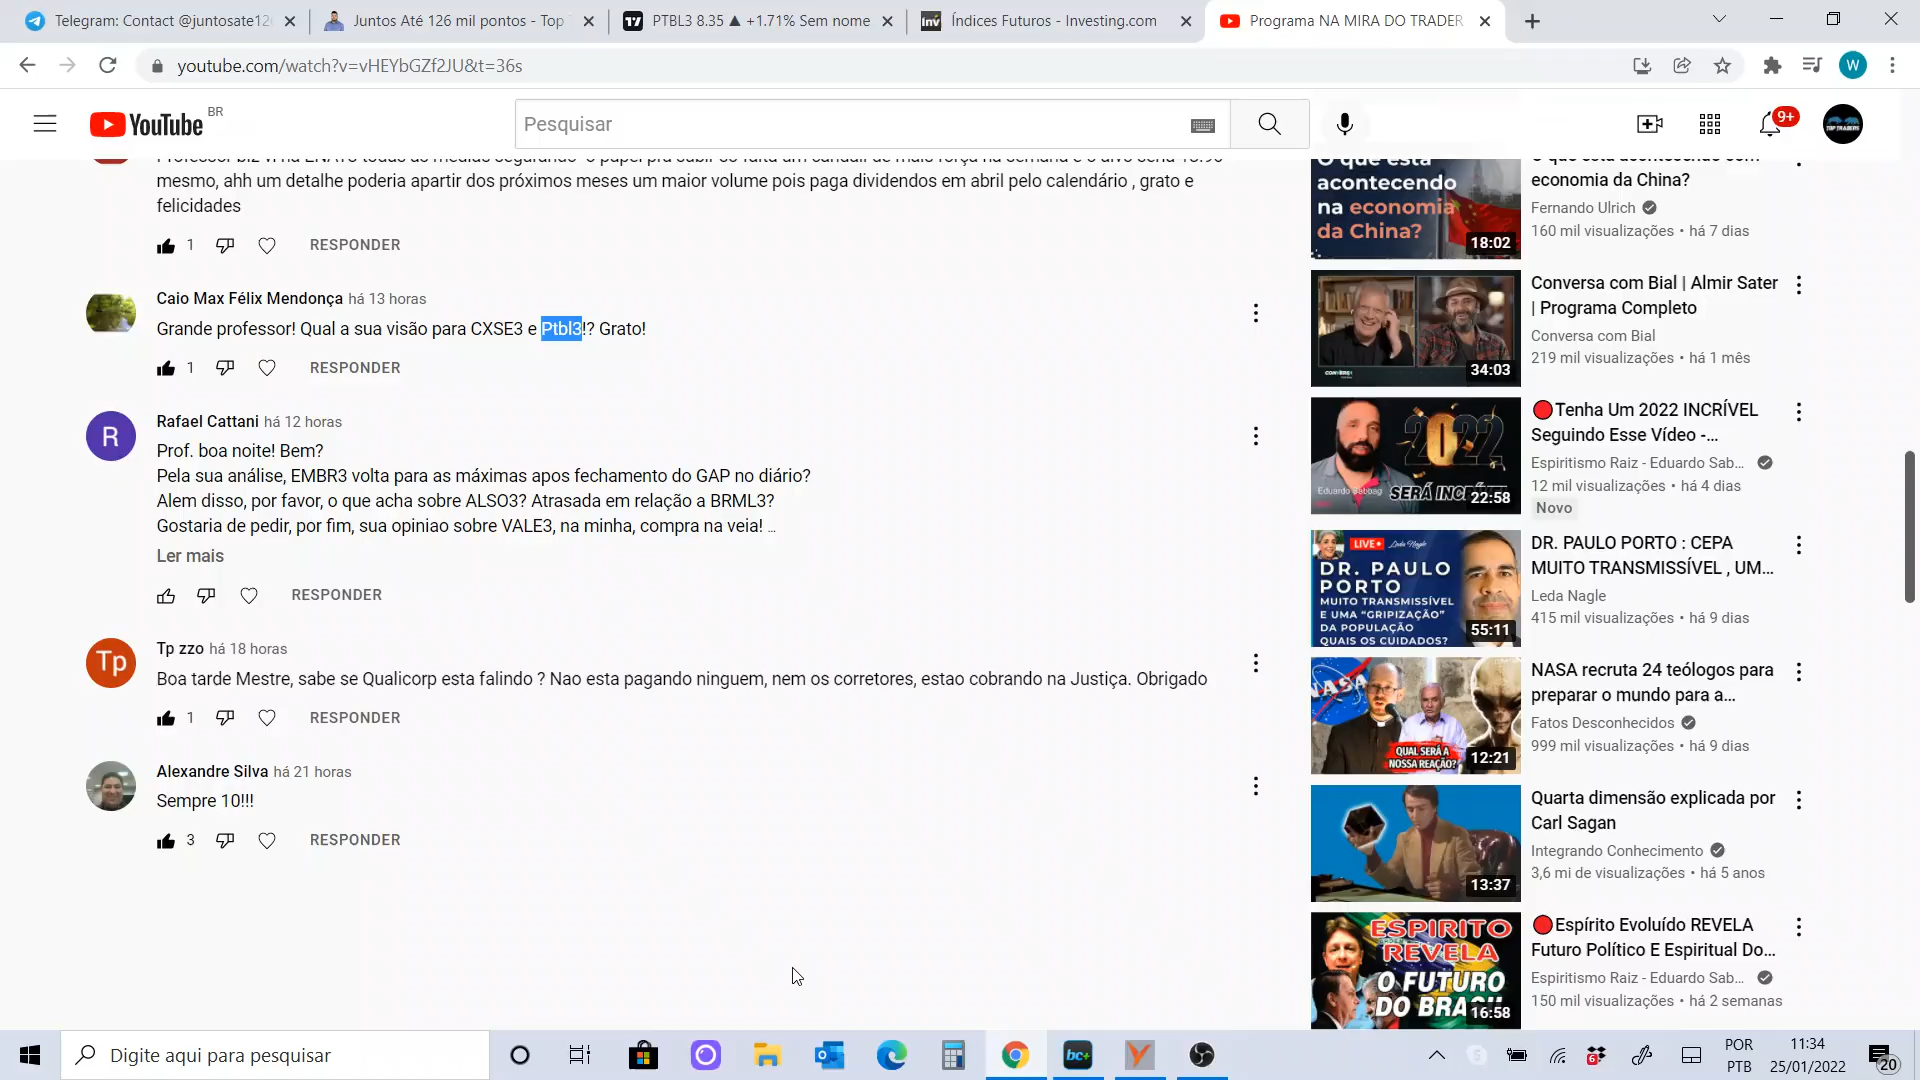 Telegram: Contact @juntosate126
Juntos Até 126 mil pontos - Top
PTBL3 8.35 ▲ +1.71% Sem nome
Índices Futuros - Investing.com
Programa NA MIRA DO TRADER
youtube.com/watch?v=vHEYbGZf2JU&t=36s
W
YouTube BR
Pesquisar
9+
mesmo, ahh um detalhe poderia apartir dos próximos meses um maior volume pois paga dividendos em abril pelo calendário , grato e
felicidades
1 RESPONDER
Caio Max Félix Mendonça há 13 horas
Grande professor! Qual a sua visão para CXSE3 e Ptbl3!? Grato!
1 RESPONDER
R
Rafael Cattani há 12 horas
Prof. boa noite! Bem?
Pela sua análise, EMBR3 volta para as máximas apos fechamento do GAP no diário?
Alem disso, por favor, o que acha sobre ALSO3? Atrasada em relação a BRML3?
Gostaria de pedir, por fim, sua opiniao sobre VALE3, na minha, compra na veia! ...
Ler mais
RESPONDER
Tp
Tp zzo há 18 horas
Boa tarde Mestre, sabe se Qualicorp esta falindo ? Nao esta pagando ninguem, nem os corretores, estao cobrando na Justiça. Obrigado
1 RESPONDER
Alexandre Silva há 21 horas
Sempre 10!!!
3 RESPONDER
O que está
acontecendo
na economia
da China?
18:02
economia da China?
Fernando Ulrich
160 mil visualizações • há 7 dias
34:03
Conversa com Bial | Almir Sater
| Programa Completo
Conversa com Bial
219 mil visualizações • há 1 mês
2022
Eduardo Sabbag
SERÁ INCRÍ
22:58
Tenha Um 2022 INCRÍVEL
Seguindo Esse Vídeo -...
Espiritismo Raiz - Eduardo Sab...
12 mil visualizações • há 4 dias
Novo
LIVE Leda Nagle
DR. PAULO
PORTO
MUITO TRANSMISSÍVEL
E UMA “GRIPIZAÇÃO”
DA POPULAÇÃO
QUAIS OS CUIDADOS?
55:11
DR. PAULO PORTO : CEPA
MUITO TRANSMISSÍVEL , UM...
Leda Nagle
415 mil visualizações • há 9 dias
NASA
QUAL SERÁ A
NOSSA REAÇÃO?
12:21
NASA recruta 24 teólogos para
preparar o mundo para a...
Fatos Desconhecidos
999 mil visualizações • há 9 dias
13:37
Quarta dimensão explicada por
Carl Sagan
Integrando Conhecimento
3,6 mi de visualizações • há 5 anos
ESPIRITO
REVELA
O FUTURO
DO BRASIL
16:58
Espírito Evoluído REVELA
Futuro Político E Espiritual Do...
Espiritismo Raiz - Eduardo Sab...
150 mil visualizações • há 2 semanas
Digite aqui para pesquisar
bc+
6
POR
PTB
11:34
25/01/2022
20